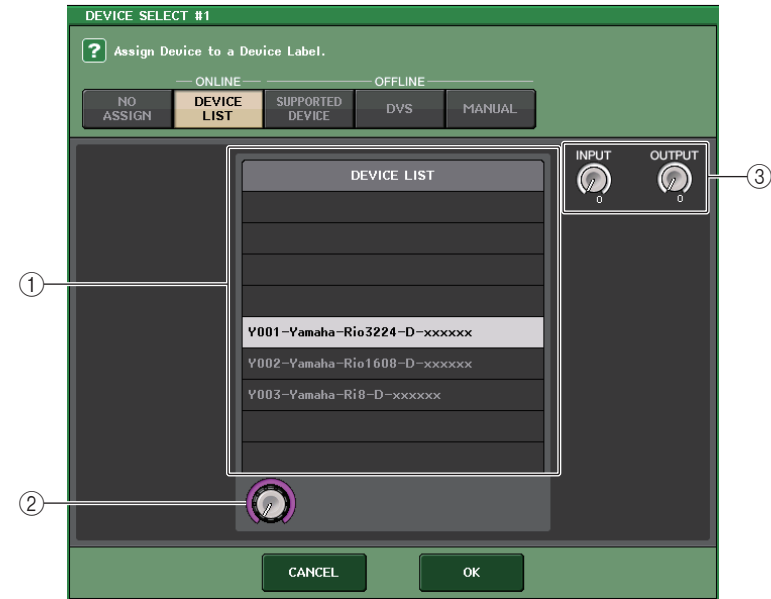 DEVICE SELECT #1
? Assign Device to a Device Label.
ONLINE OFFLINE
NO ASSIGN
DEVICE LIST
SUPPORTED DEVICE
DVS
MANUAL
DEVICE LIST
INPUT OUTPUT
0 0
③
①
Y001-Yamaha-Rio3224-D-xxxxxx
Y002-Yamaha-Rio1608-D-xxxxxx
Y003-Yamaha-Ri8-D-xxxxxx
②
CANCEL OK